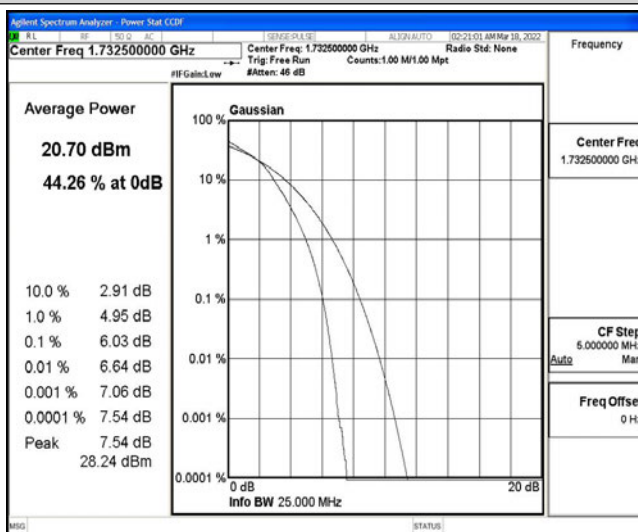 Agilent Spectrum Analyzer - Power Stat CCDF
RL RF 50 Ω AC SENSE:PULSE ALIGN AUTO 02:21:01 AM Mar 18, 2022
Center Freq 1.732500000 GHz
Center Freq: 1.732500000 GHz Radio Std: None
Trig: Free Run Counts:1.00 M/1.00 Mpt
#IFGain:Low #Atten: 46 dB
Frequency
Average Power
20.70 dBm
44.26 % at 0dB
10.0 % 2.91 dB
1.0 % 4.95 dB
0.1 % 6.03 dB
0.01 % 6.64 dB
0.001 % 7.06 dB
0.0001 % 7.54 dB
Peak 7.54 dB
28.24 dBm
Gaussian
100 %
10 %
1 %
0.1 %
0.01 %
0.001 %
0.0001 %
0 dB 20 dB
Info BW 25.000 MHz
Center Freq
1.732500000 GHz
CF Step
5.000000 MHz
Auto Man
Freq Offse
0 Hz
MSG STATUS